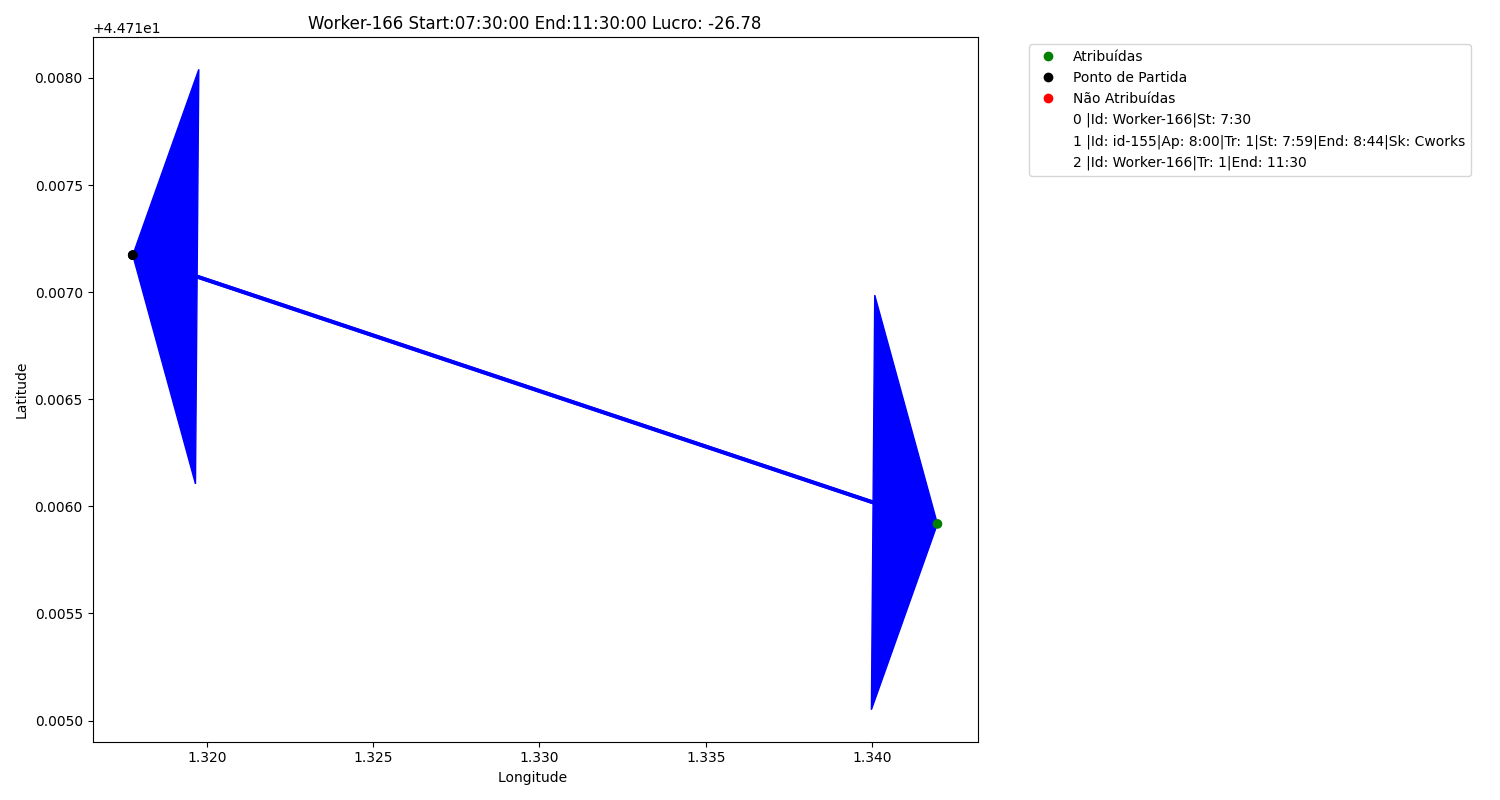 Worker-166 Start:07:30:00 End:11:30:00 Lucro: -26.78
+4.471e1
0.0080
0.0075
0.0070
0.0065
0.0060
0.0055
0.0050
Latitude
1.320 1.325 1.330 1.335 1.340
Longitude
Atribuídas
Ponto de Partida
Não Atribuídas
0 |Id: Worker-166|St: 7:30
1 |Id: id-155|Ap: 8:00|Tr: 1|St: 7:59|End: 8:44|Sk: Cworks
2 |Id: Worker-166|Tr: 1|End: 11:30